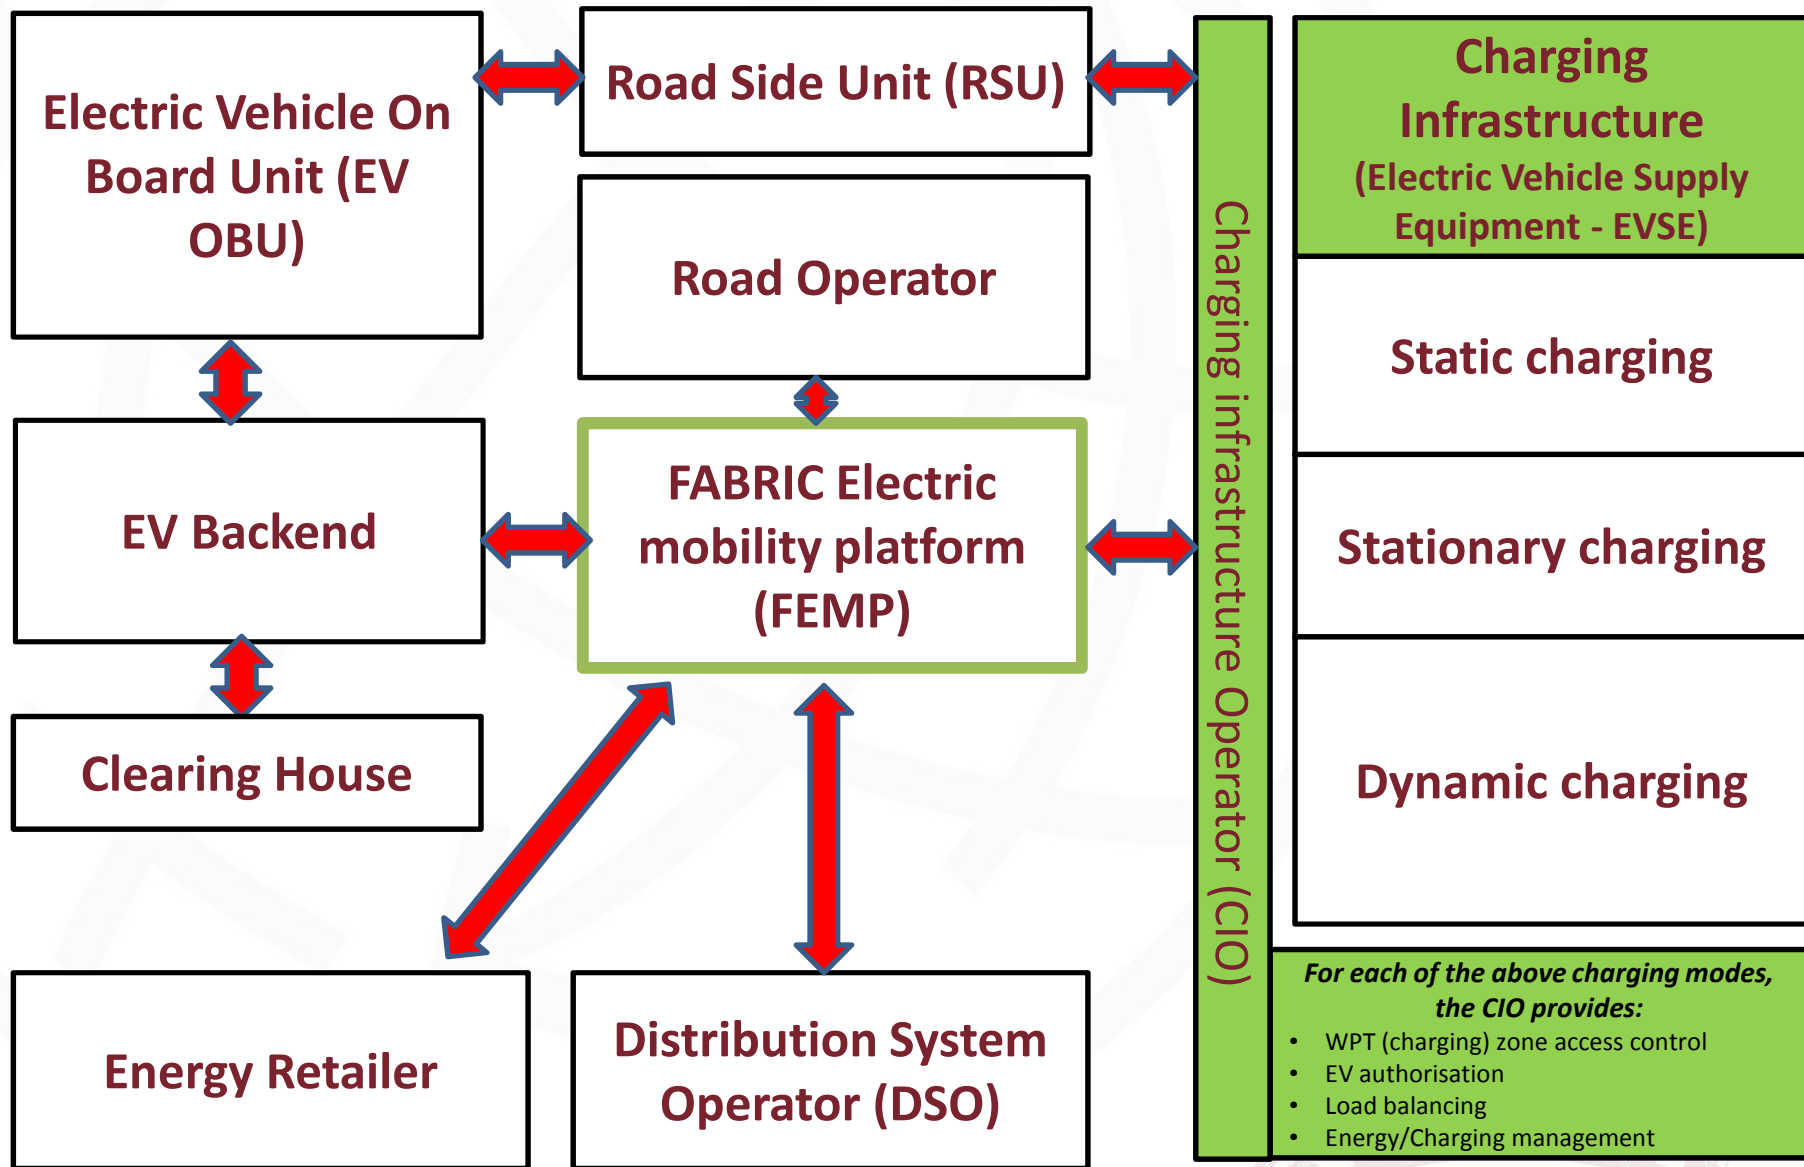 Electric Vehicle On
Board Unit (EV
OBU)
Road Side Unit (RSU)
Road Operator
EV Backend
FABRIC Electric
mobility platform
(FEMP)
Clearing House
Energy Retailer
Distribution System
Operator (DSO)
Charging infrastructure Operator (CIO)
Charging
Infrastructure
(Electric Vehicle Supply
Equipment - EVSE)
Static charging
Stationary charging
Dynamic charging
For each of the above charging modes,
the CIO provides:
• WPT (charging) zone access control
• EV authorisation
• Load balancing
• Energy/Charging management